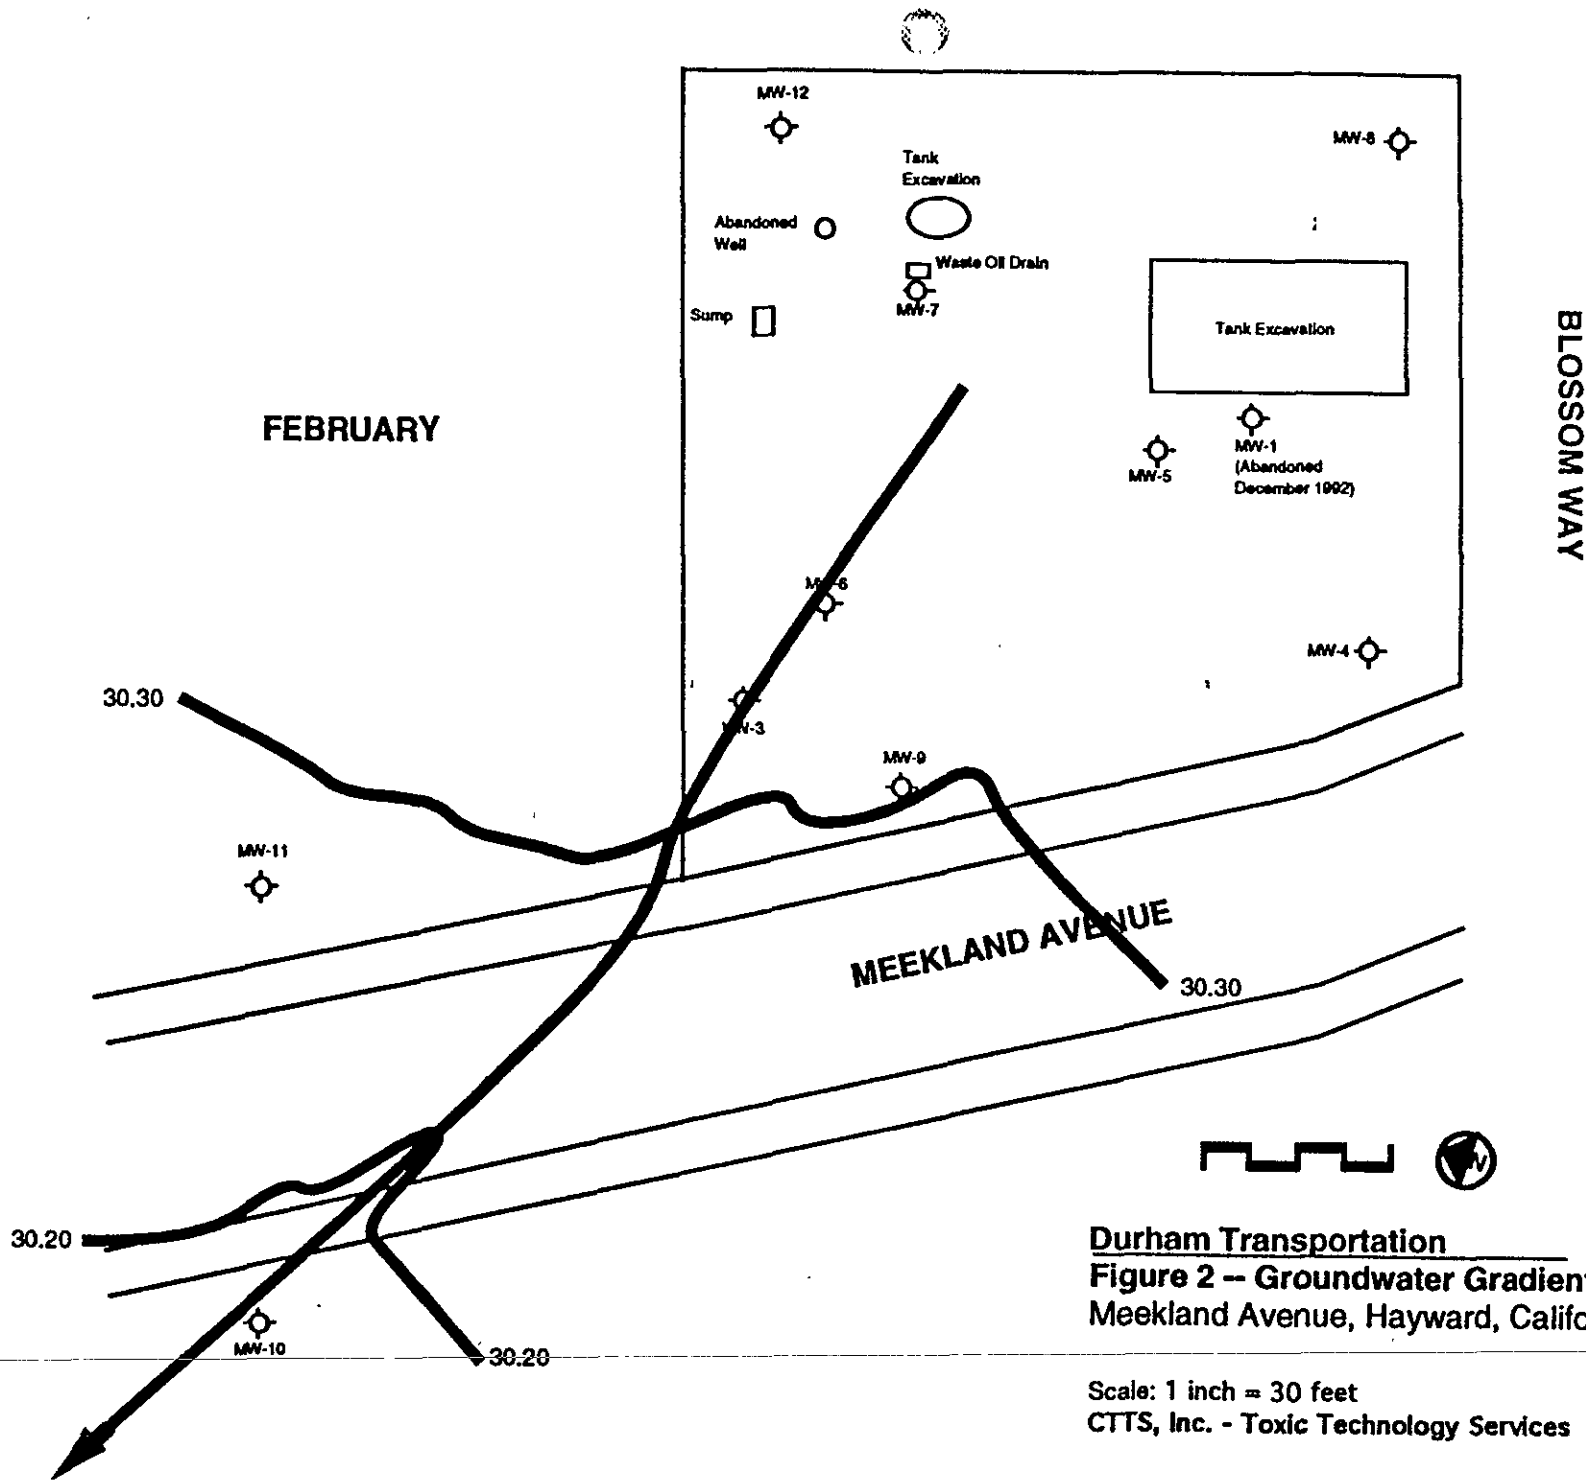 MW-12
MW-8
Tank
Excavation
Abandoned
Well
Waste Oil Drain
MW-7
Sump
Tank Excavation
BLOSSOM WAY
FEBRUARY
MW-1
(Abandoned
December 1992)
MW-5
MW-6
MW-4
30.30
MW-3
MW-9
MW-11
MEEKLAND AVENUE
30.30
N
30.20
Durham Transportation
Figure 2 -- Groundwater Gradient
Meekland Avenue, Hayward, Califo
MW-10
30.20
Scale: 1 inch = 30 feet
CTTS, Inc. - Toxic Technology Services